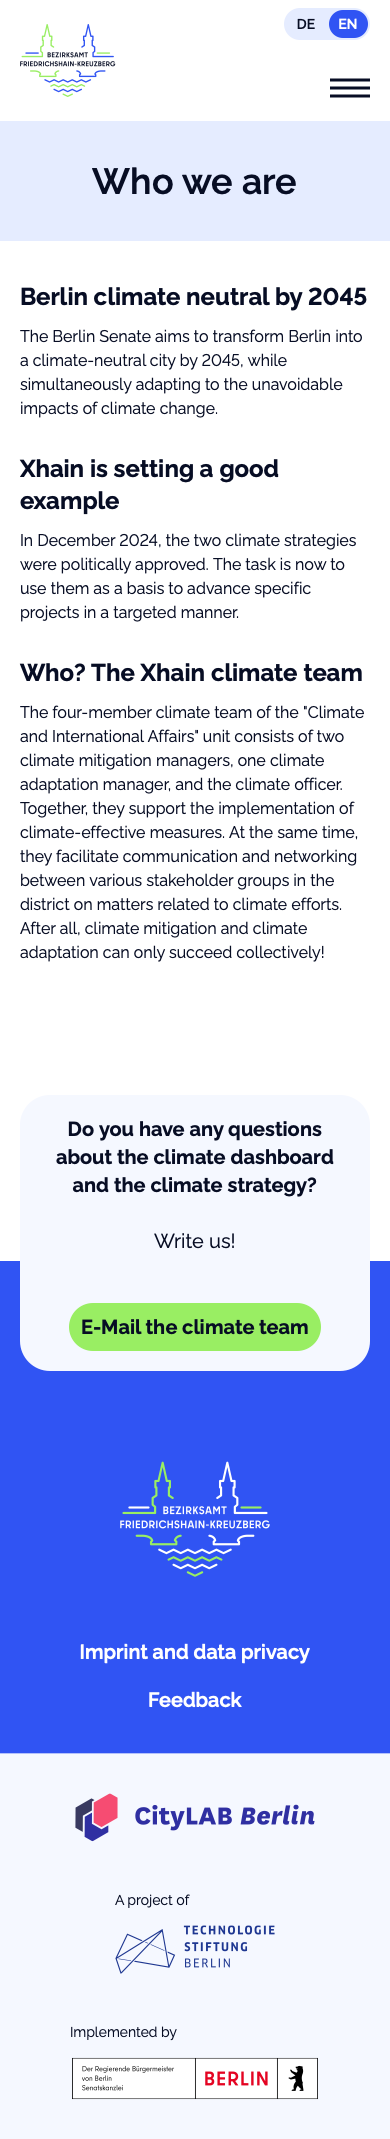 DE EN
BEZIRKSAMT
FRIEDRICHSHAIN-KREUZBERG
Who we are
Berlin climate neutral by 2045
The Berlin Senate aims to transform Berlin into
a climate-neutral city by 2045, while
simultaneously adapting to the unavoidable
impacts of climate change.
Xhain is setting a good
example
In December 2024, the two climate strategies
were politically approved. The task is now to
use them as a basis to advance specific
projects in a targeted manner.
Who? The Xhain climate team
The four-member climate team of the "Climate
and International Affairs" unit consists of two
climate mitigation managers, one climate
adaptation manager, and the climate officer.
Together, they support the implementation of
climate-effective measures. At the same time,
they facilitate communication and networking
between various stakeholder groups in the
district on matters related to climate efforts.
After all, climate mitigation and climate
adaptation can only succeed collectively!
Do you have any questions
about the climate dashboard
and the climate strategy?
Write us!
E-Mail the climate team
BEZIRKSAMT
FRIEDRICHSHAIN-KREUZBERG
Imprint and data privacy
Feedback
CityLAB Berlin
A project of
TECHNOLOGIE
STIFTUNG
BERLIN
Implemented by
Der Regierende Bürgermeister
von Berlin
Senatskanzlei
BERLIN